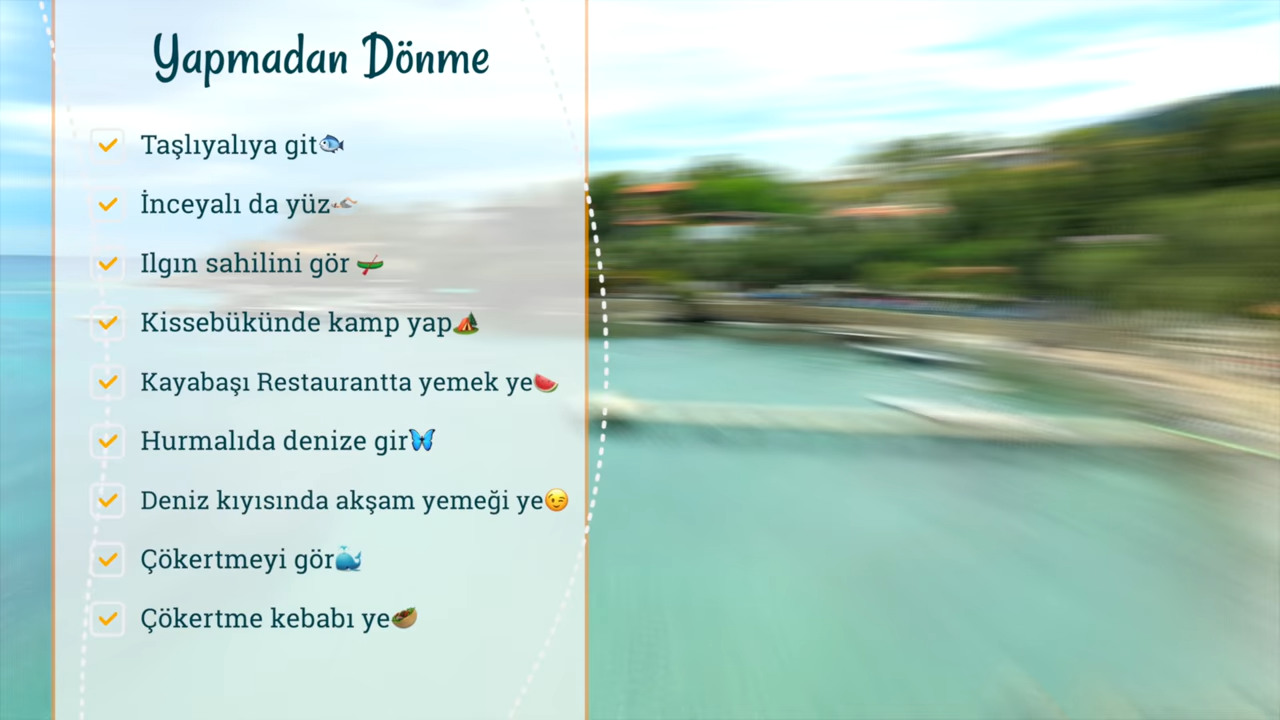 Yapmadan Dönme
Taşlıyalıya git🐟
İnceyalı da yüz🏊
Ilgın sahilini gör 🛶
Kissebükünde kamp yap🏕️
Kayabaşı Restaurantta yemek ye🍉
Hurmalıda denize gir🦋
Deniz kıyısında akşam yemeği ye😉
Çökertmeyi gör🐳
Çökertme kebabı ye🥙